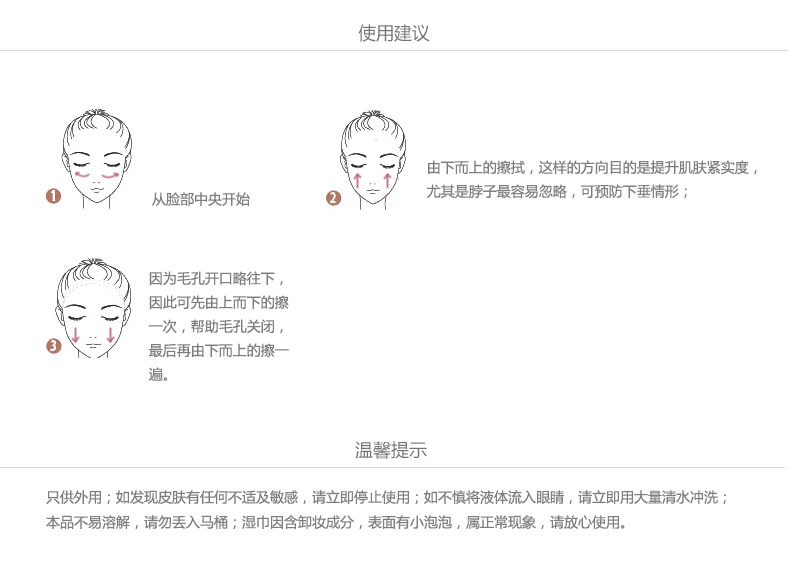 使用建议
1
从脸部中央开始
2
由下而上的擦拭，这样的方向目的是提升肌肤紧实度，
尤其是脖子最容易忽略，可预防下垂情形；
3
因为毛孔开口略往下，
因此可先由上而下的擦
一次，帮助毛孔关闭，
最后再由下而上的擦一
遍。
温馨提示
只供外用；如发现皮肤有任何不适及敏感，请立即停止使用；如不慎将液体流入眼睛，请立即用大量清水冲洗；
本品不易溶解，请勿丢入马桶；湿巾因含卸妆成分，表面有小泡泡，属正常现象，请放心使用。